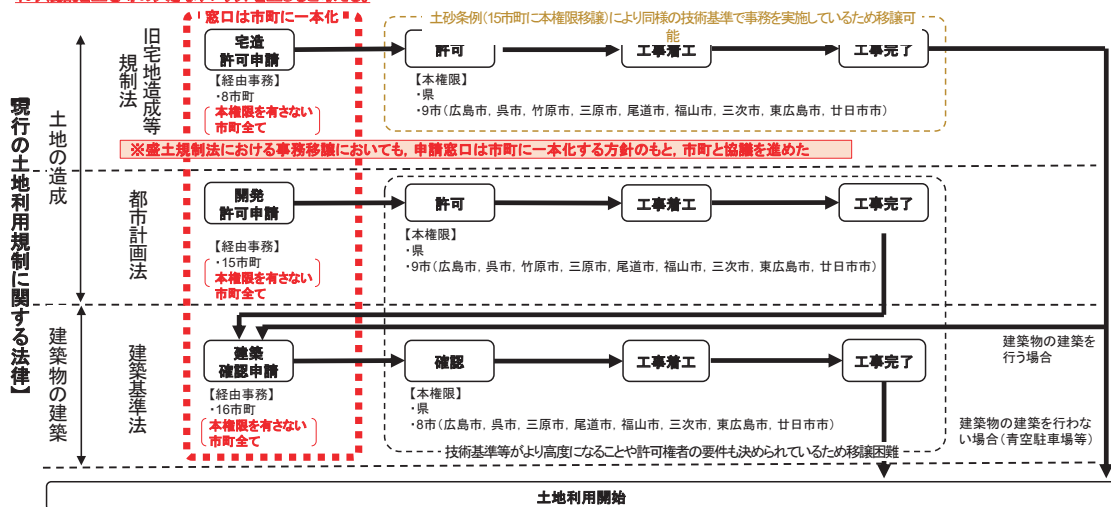 窓口は市町に一本化
土砂条例(15市町に本権限移譲)により同様の技術基準で事務を実施しているため移譲可
能
【現行の土地利用規制に関する法律】
土地の造成
旧宅地造成等
規制法
宅造
許可申請
許可
工事着工
工事完了
【経由事務】
・8市町
本権限を有さない
市町全て
【本権限】
・県
・9市(広島市, 呉市, 竹原市, 三原市, 尾道市, 福山市, 三次市, 東広島市, 廿日市市)
※盛土規制法における事務移譲においても, 申請窓口は市町に一本化する方針のもと, 市町と協議を進めた
都市計画法
開発
許可申請
許可
工事着工
工事完了
【経由事務】
・15市町
本権限を有さない
市町全て
【本権限】
・県
・9市(広島市, 呉市, 竹原市, 三原市, 尾道市, 福山市, 三次市, 東広島市, 廿日市市)
建築物の建築
建築基準法
建築
確認申請
確認
工事着工
工事完了
【経由事務】
・16市町
本権限を有さない
市町全て
【本権限】
・県
・8市(広島市, 呉市, 三原市, 尾道市, 福山市, 三次市, 東広島市, 廿日市市)
技術基準等がより高度になることや許可権者の要件も決められているため移譲困難
建築物の建築を
行う場合
建築物の建築を行わな
い場合(青空駐車場等)
土地利用開始